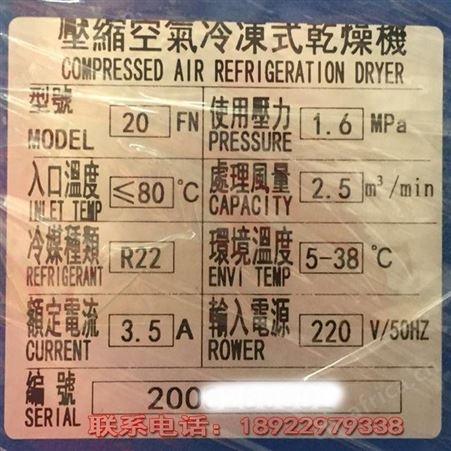 壓縮空氣冷凍式乾燥機
COMPRESSED AIR REFRIGERATION DRYER
型號 MODEL 20 FN 使用壓力 PRESSURE 1.6 MPa
入口溫度 INLET TEMP ≤80 ℃ 處理風量 CAPACITY 2.5 m³/min
冷媒種類 REFRIGERANT R22 環境溫度 ENVI TEMP 5-38 ℃
額定電流 CURRENT 3.5 A 輸入電源 ROWER 220 V/50HZ
編號 SERIAL 200
联系电话：18922979338